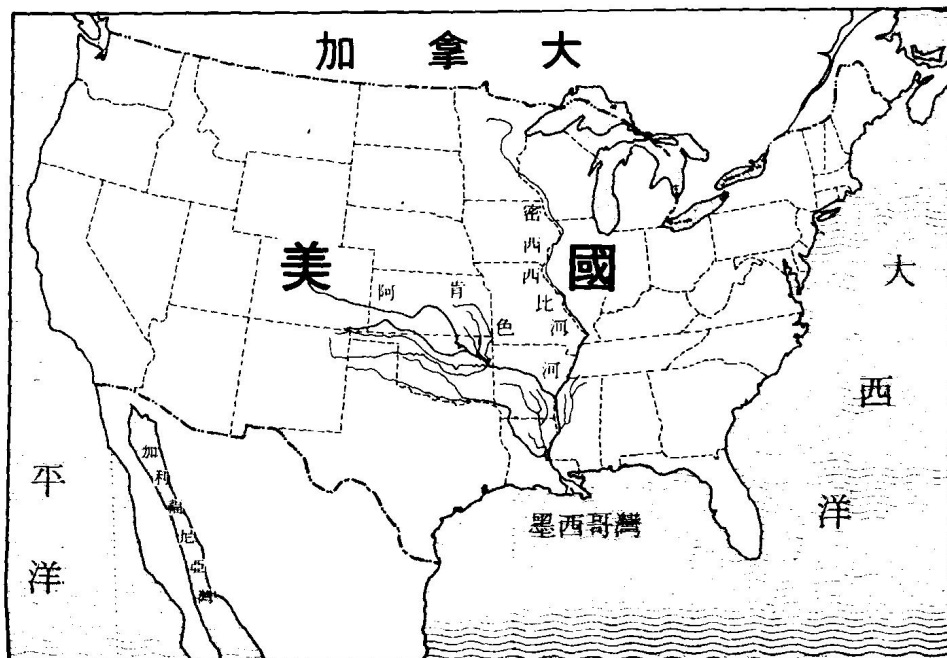 加拿大
美國
密西西比河
阿肯色河
大西洋
平洋
加利福尼亞灣
墨西哥灣